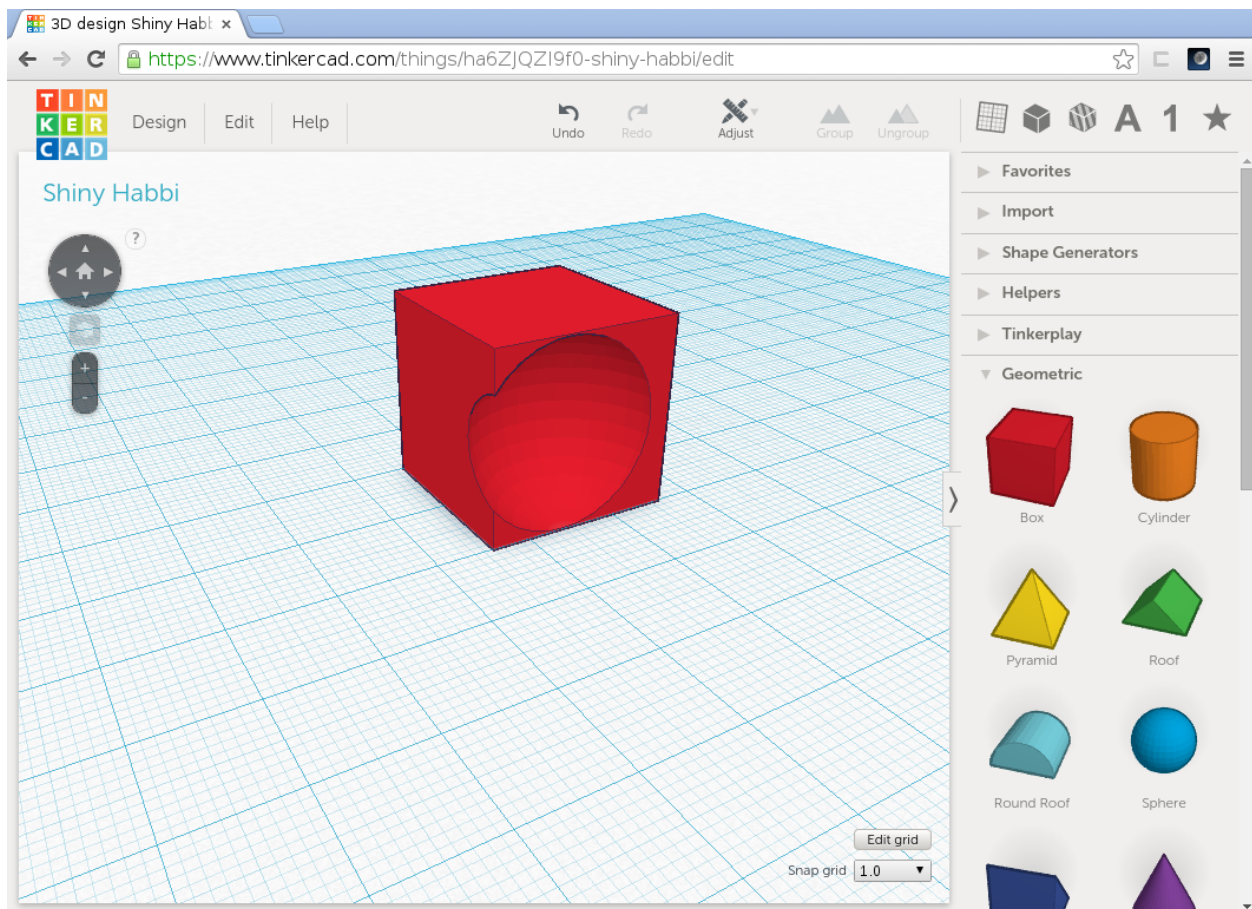 3D design Shiny Habb
https://www.tinkercad.com/things/ha6ZJQZI9f0-shiny-habbi/edit
TIN
KER
CAD
Design
Edit
Help
Undo
Redo
Adjust
Group
Ungroup
A
1
Shiny Habbi
?
+
-
Favorites
Import
Shape Generators
Helpers
Tinkerplay
Geometric
Box
Cylinder
Pyramid
Roof
Round Roof
Sphere
Edit grid
Snap grid 1.0